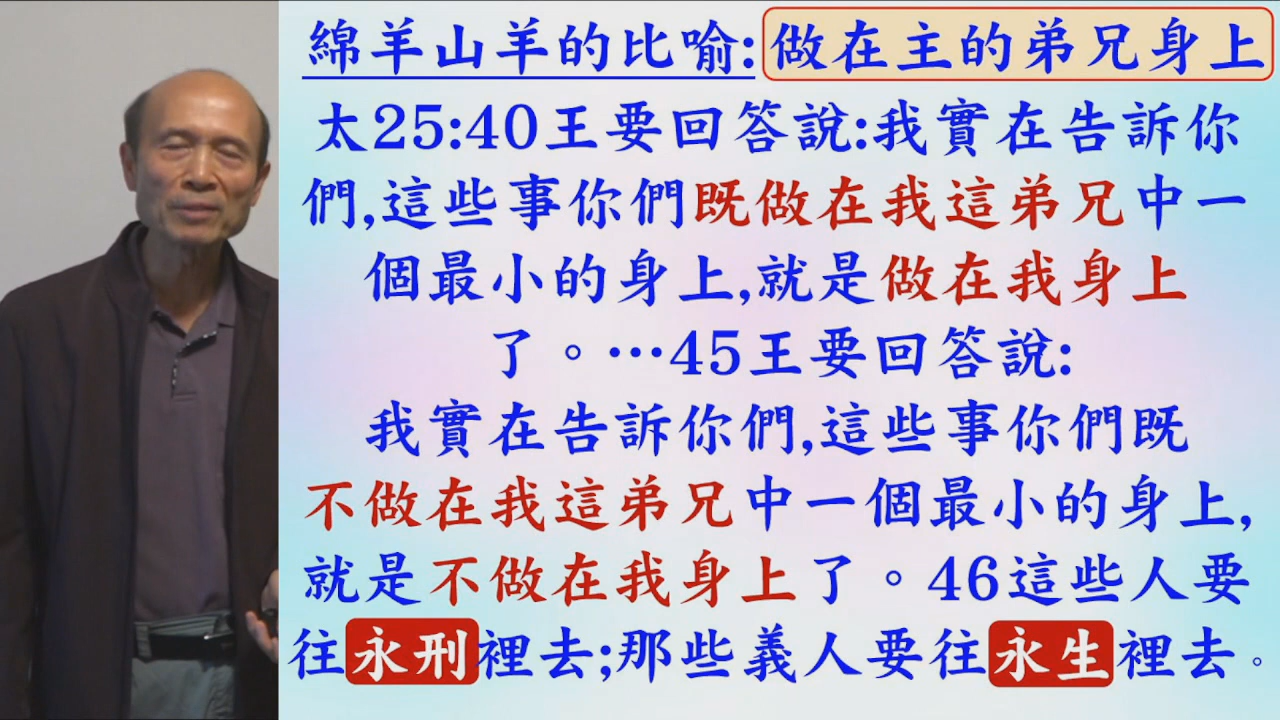 綿羊山羊的比喻:做在主的弟兄身上
太25:40王要回答說:我實在告訴你
們,這些事你們既做在我這弟兄中一
個最小的身上,就是做在我身上
了。…45王要回答說:
我實在告訴你們,這些事你們既
不做在我這弟兄中一個最小的身上,
就是不做在我身上了。46這些人要
往永刑裡去;那些義人要往永生裡去。